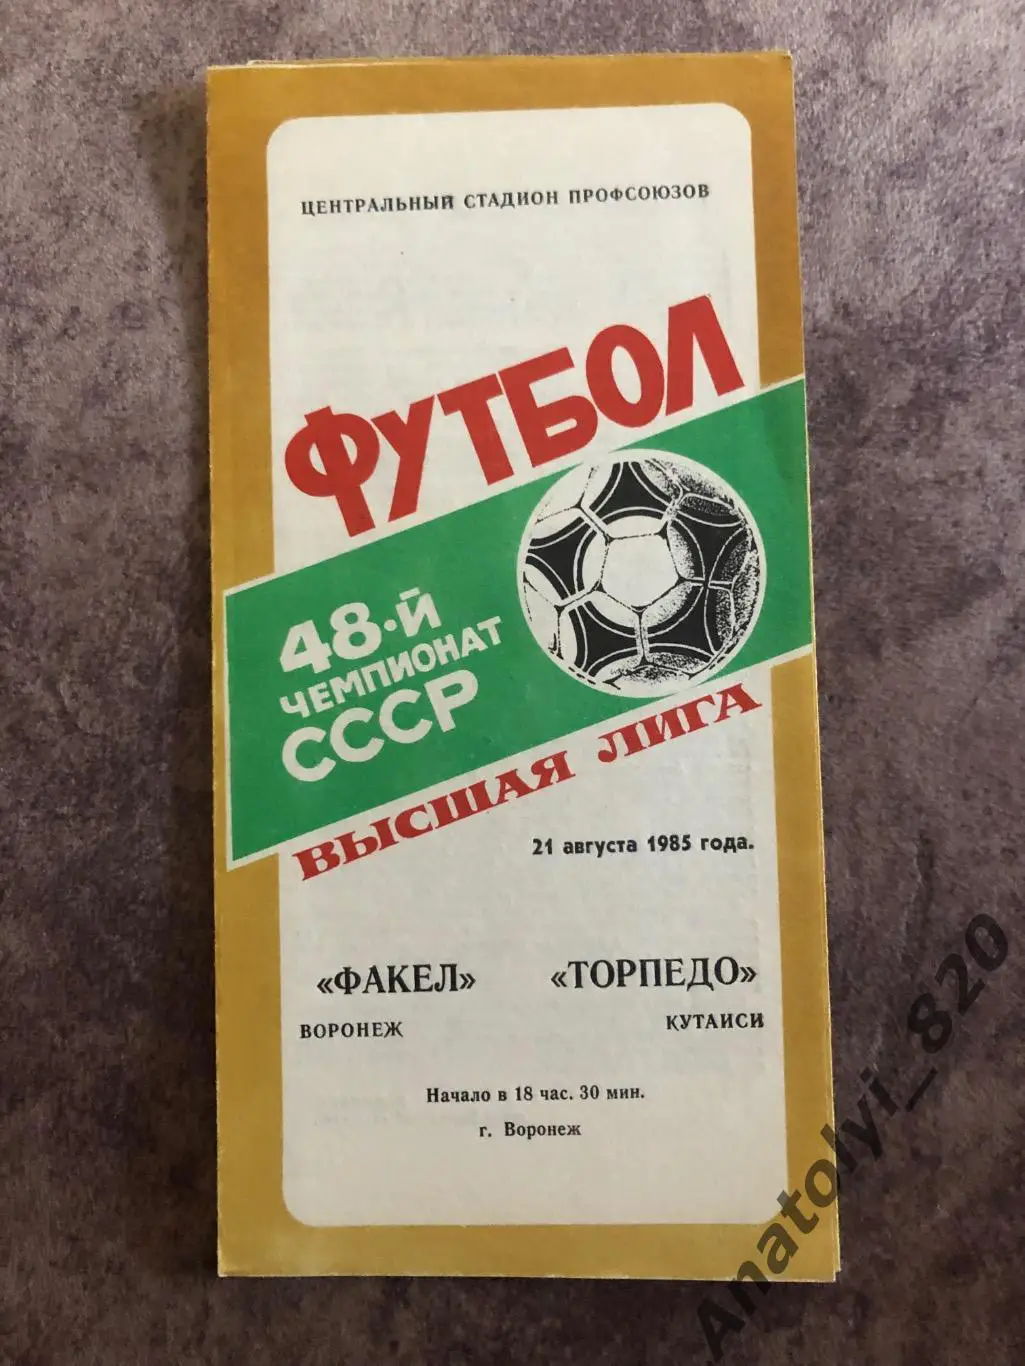 ЦЕНТРАЛЬНЫЙ СТАДИОН ПРОФСОЮЗОВ
ФУТБОЛ
48-й
ЧЕМПИОНАТ
СССР
ВЫСШАЯ ЛИГА
21 августа 1985 года.
«ФАКЕЛ» «ТОРПЕДО»
ВОРОНЕЖ КУТАИСИ
Начало в 18 час. 30 мин.
г. Воронеж
Anatolyi_820